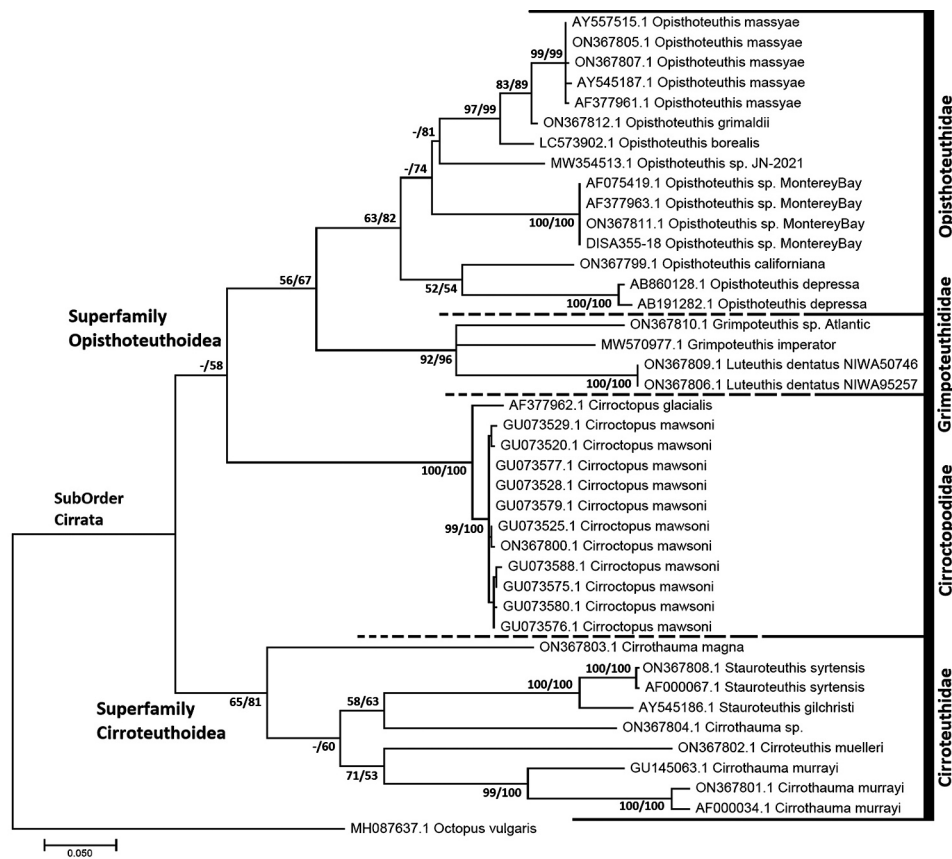 AY557515.1 Opisthoteuthis massyae
ON367805.1 Opisthoteuthis massyae
99/99
ON367807.1 Opisthoteuthis massyae
83/89
AY545187.1 Opisthoteuthis massyae
97/99
AF377961.1 Opisthoteuthis massyae
ON367812.1 Opisthoteuthis grimaldii
-/81
LC573902.1 Opisthoteuthis borealis
MW354513.1 Opisthoteuthis sp. JN-2021
-/74
AF075419.1 Opisthoteuthis sp. MontereyBay
AF377963.1 Opisthoteuthis sp. MontereyBay
63/82
100/100
ON367811.1 Opisthoteuthis sp. MontereyBay
DISA355-18 Opisthoteuthis sp. MontereyBay
ON367799.1 Opisthoteuthis californiana
56/67
52/54
AB860128.1 Opisthoteuthis depressa
100/100
AB191282.1 Opisthoteuthis depressa
Opisthoteuthidae
Superfamily
Opisthoteuthoidea
ON367810.1 Grimpoteuthis sp. Atlantic
MW570977.1 Grimpoteuthis imperator
92/96
-/58
ON367809.1 Luteuthis dentatus NIWA50746
100/100
ON367806.1 Luteuthis dentatus NIWA95257
Grimpoteuthididae
AF377962.1 Cirroctopus glacialis
GU073529.1 Cirroctopus mawsoni
GU073520.1 Cirroctopus mawsoni
100/100
GU073577.1 Cirroctopus mawsoni
GU073528.1 Cirroctopus mawsoni
SubOrder
Cirrata
GU073579.1 Cirroctopus mawsoni
99/100
GU073525.1 Cirroctopus mawsoni
ON367800.1 Cirroctopus mawsoni
GU073588.1 Cirroctopus mawsoni
GU073575.1 Cirroctopus mawsoni
GU073580.1 Cirroctopus mawsoni
GU073576.1 Cirroctopus mawsoni
Cirroctopodidae
ON367803.1 Cirrothauma magna
65/81
100/100
ON367808.1 Stauroteuthis syrtensis
100/100
AF000067.1 Stauroteuthis syrtensis
58/63
AY545186.1 Stauroteuthis gilchristi
Superfamily
Cirroteuthoidea
ON367804.1 Cirrothauma sp.
-/60
ON367802.1 Cirroteuthis muelleri
71/53
GU145063.1 Cirrothauma murrayi
99/100
ON367801.1 Cirrothauma murrayi
100/100
AF000034.1 Cirrothauma murrayi
Cirroteuthidae
MH087637.1 Octopus vulgaris
0.050